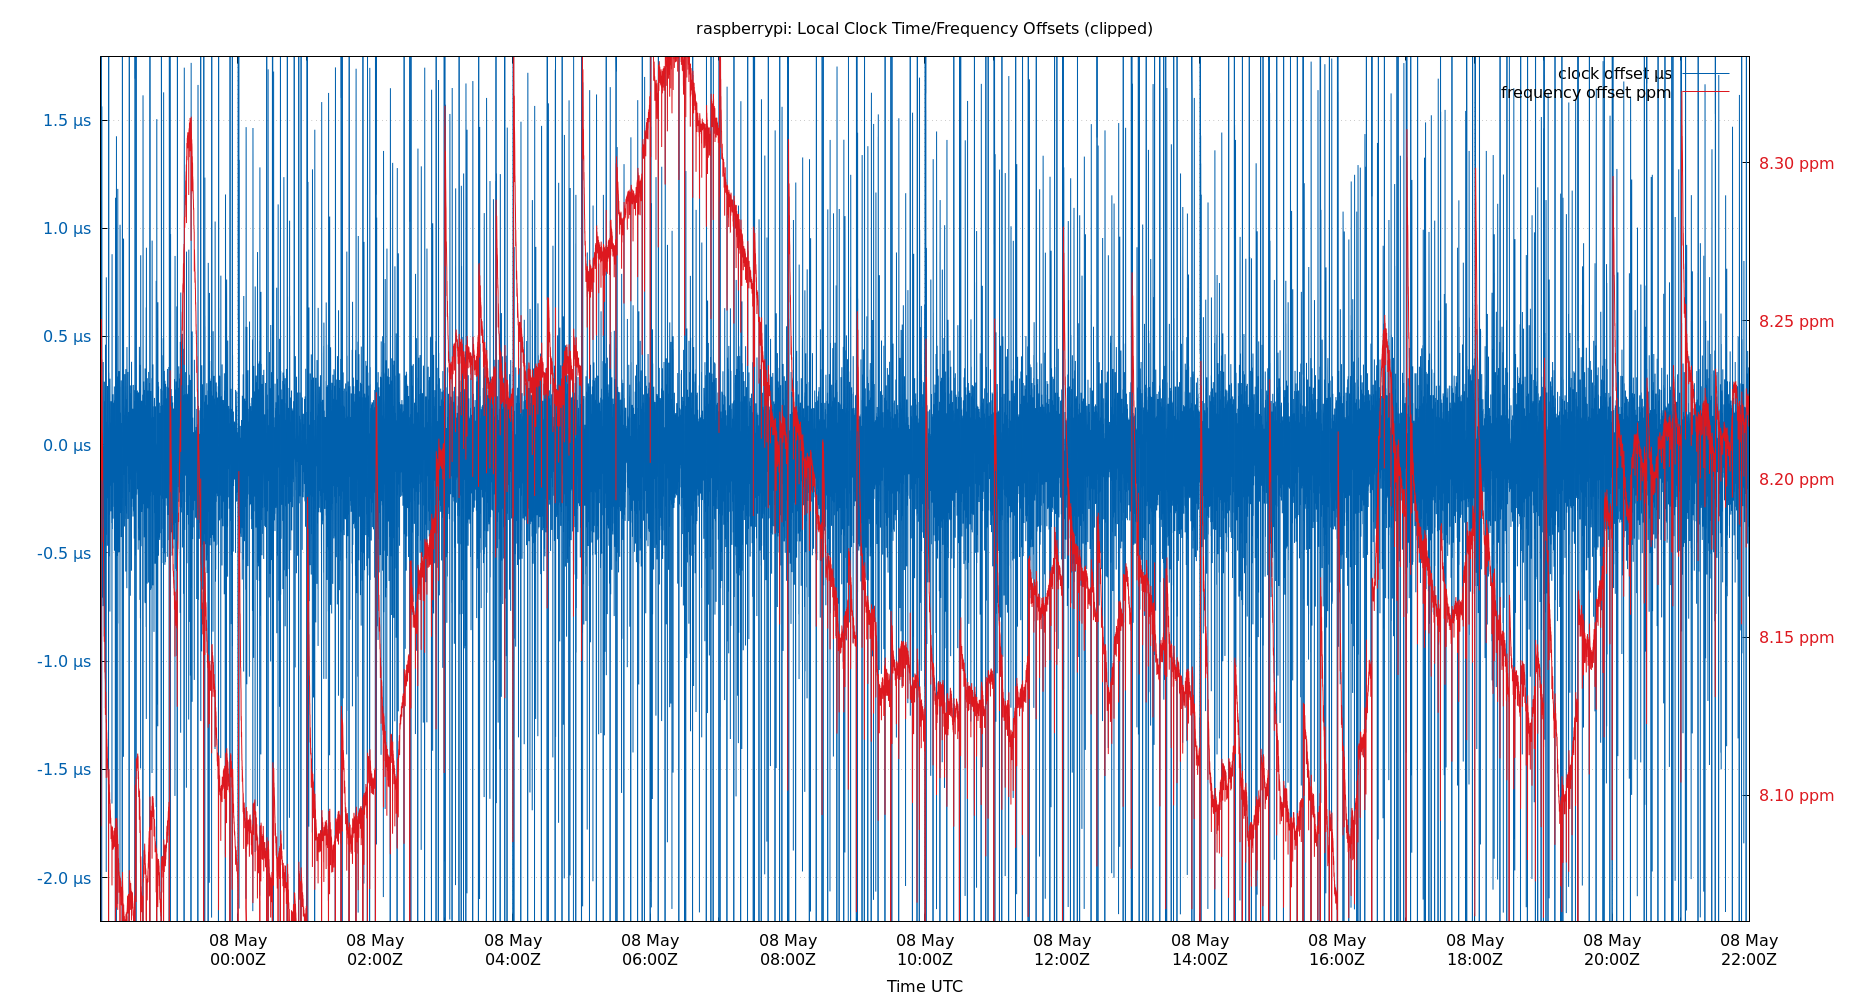 raspberrypi: Local Clock Time/Frequency Offsets (clipped)
clock offset µs
frequency offset ppm
1.5 µs
1.0 µs
0.5 µs
0.0 µs
-0.5 µs
-1.0 µs
-1.5 µs
-2.0 µs
8.30 ppm
8.25 ppm
8.20 ppm
8.15 ppm
8.10 ppm
08 May 08 May 08 May 08 May 08 May 08 May 08 May 08 May 08 May 08 May 08 May 08 May
00:00Z 02:00Z 04:00Z 06:00Z 08:00Z 10:00Z 12:00Z 14:00Z 16:00Z 18:00Z 20:00Z 22:00Z
Time UTC